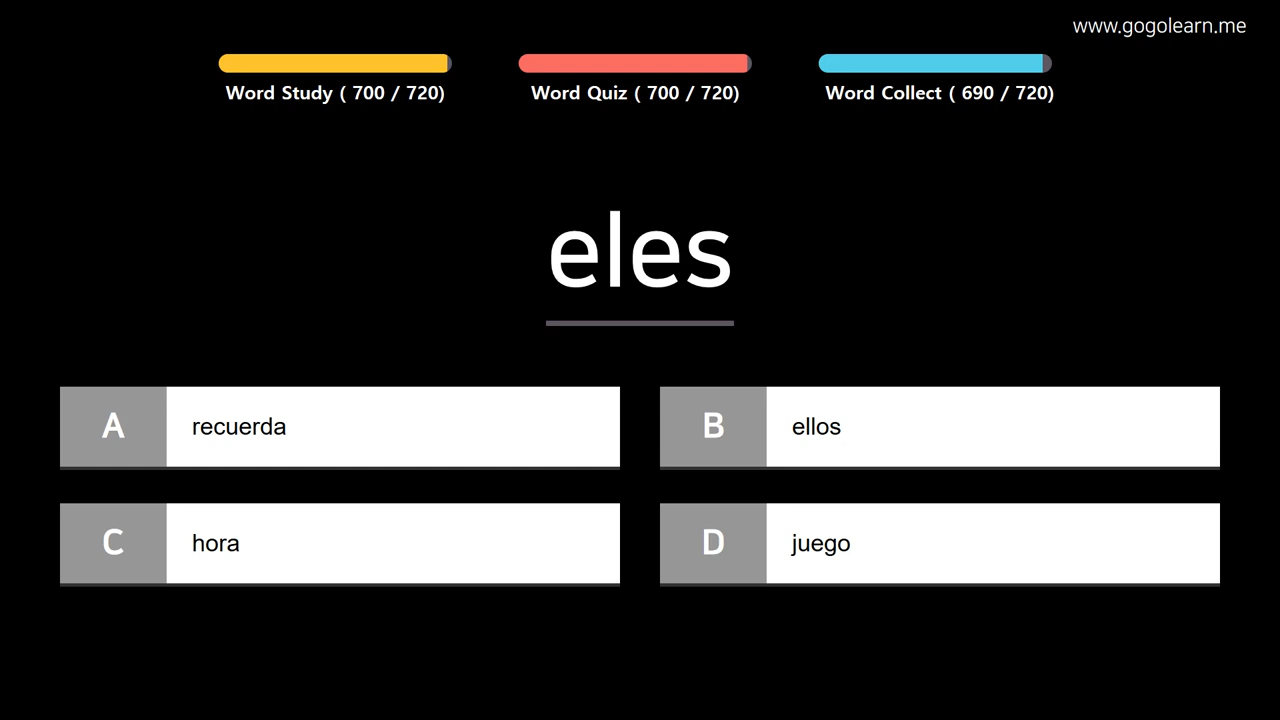 www.gogolearn.me
Word Study ( 700 / 720)
Word Quiz ( 700 / 720)
Word Collect ( 690 / 720)
eles
A recuerda
B ellos
C hora
D juego